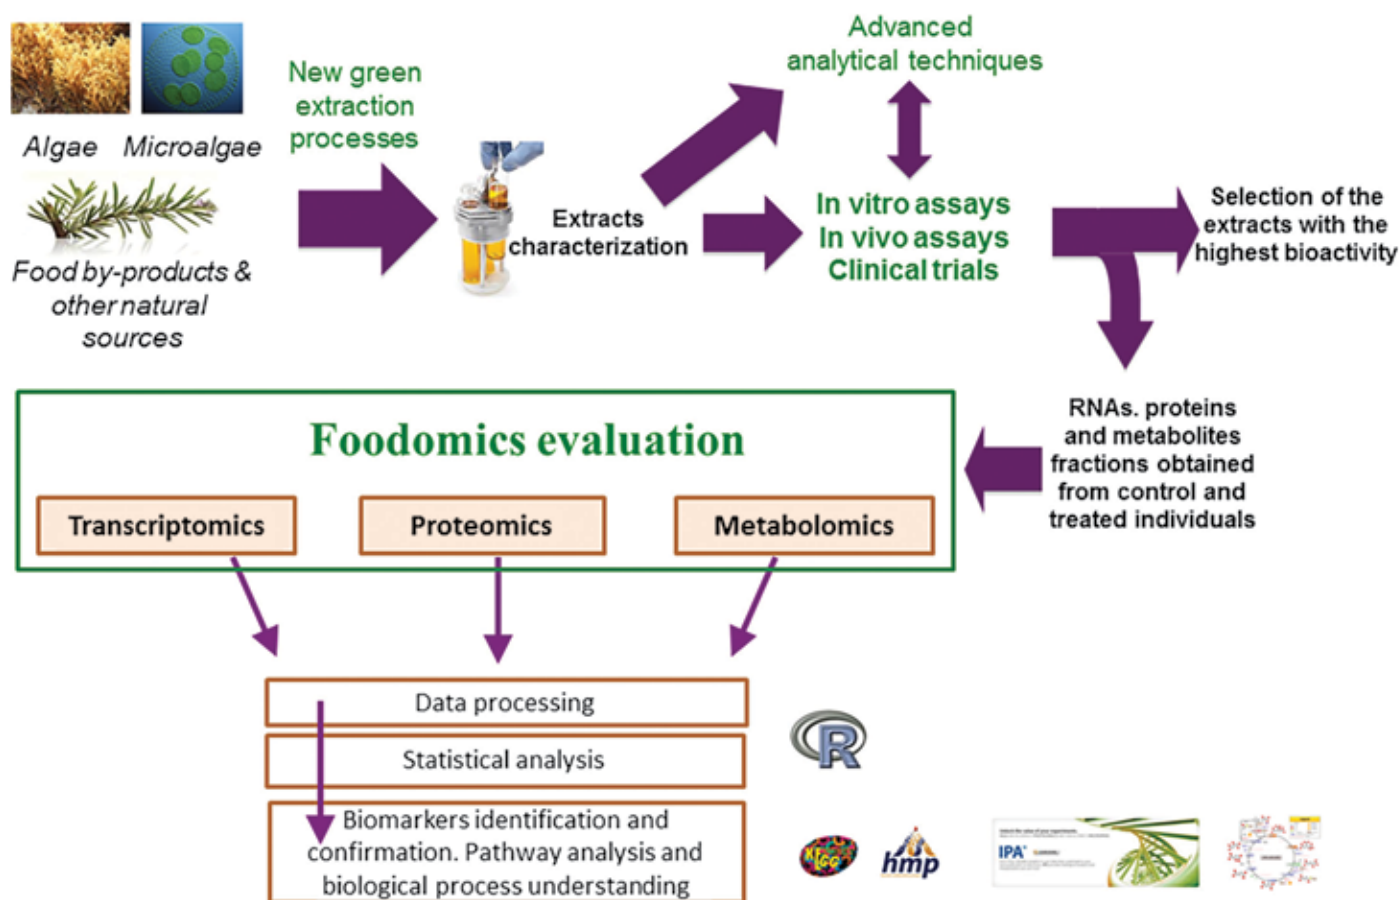 Algae
Microalgae
Food by-products &
other natural
sources
New green
extraction
processes
Extracts
characterization
Advanced
analytical techniques
In vitro assays
In vivo assays
Clinical trials
Selection of the
extracts with the
highest bioactivity
RNAs. proteins
and metabolites
fractions obtained
from control and
treated individuals
Foodomics evaluation
Transcriptomics
Proteomics
Metabolomics
Data processing
Statistical analysis
R
Biomarkers identification and
confirmation. Pathway analysis and
biological process understanding
KEGG
hmp
IPA